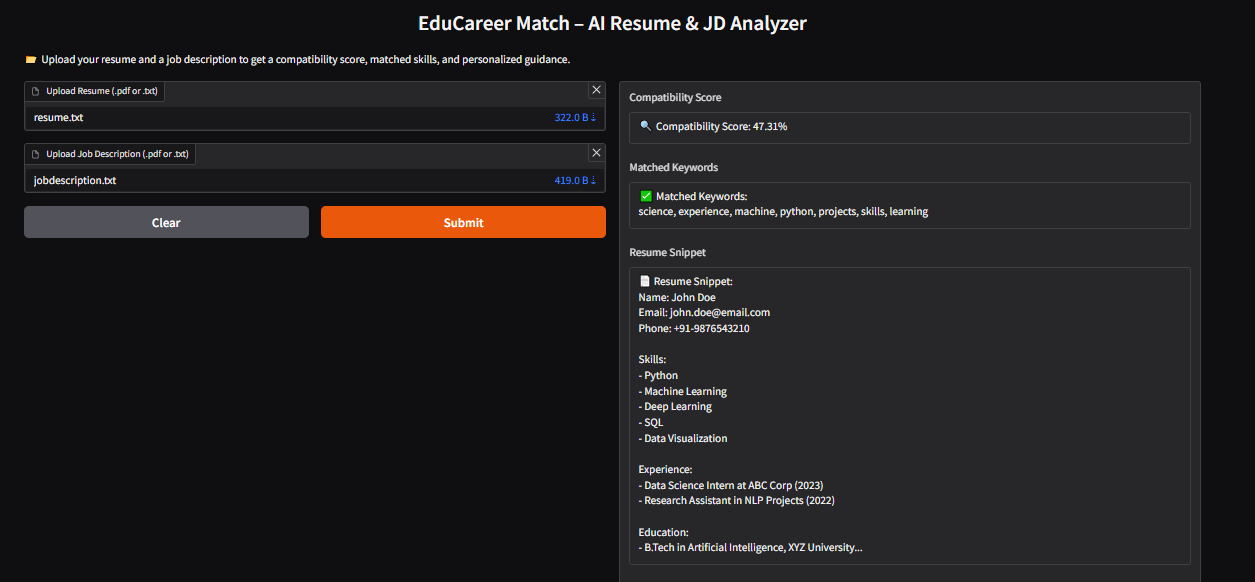 EduCareer Match – AI Resume & JD Analyzer
📂 Upload your resume and a job description to get a compatibility score, matched skills, and personalized guidance.
Upload Resume (.pdf or .txt)
resume.txt 322.0 B ⇣
Upload Job Description (.pdf or .txt)
jobdescription.txt 419.0 B ⇣
Clear Submit
Compatibility Score
🔍 Compatibility Score: 47.31%
Matched Keywords
✅ Matched Keywords:
science, experience, machine, python, projects, skills, learning
Resume Snippet
📄 Resume Snippet:
Name: John Doe
Email: john.doe@email.com
Phone: +91-9876543210
Skills:
- Python
- Machine Learning
- Deep Learning
- SQL
- Data Visualization
Experience:
- Data Science Intern at ABC Corp (2023)
- Research Assistant in NLP Projects (2022)
Education:
- B.Tech in Artificial Intelligence, XYZ University...